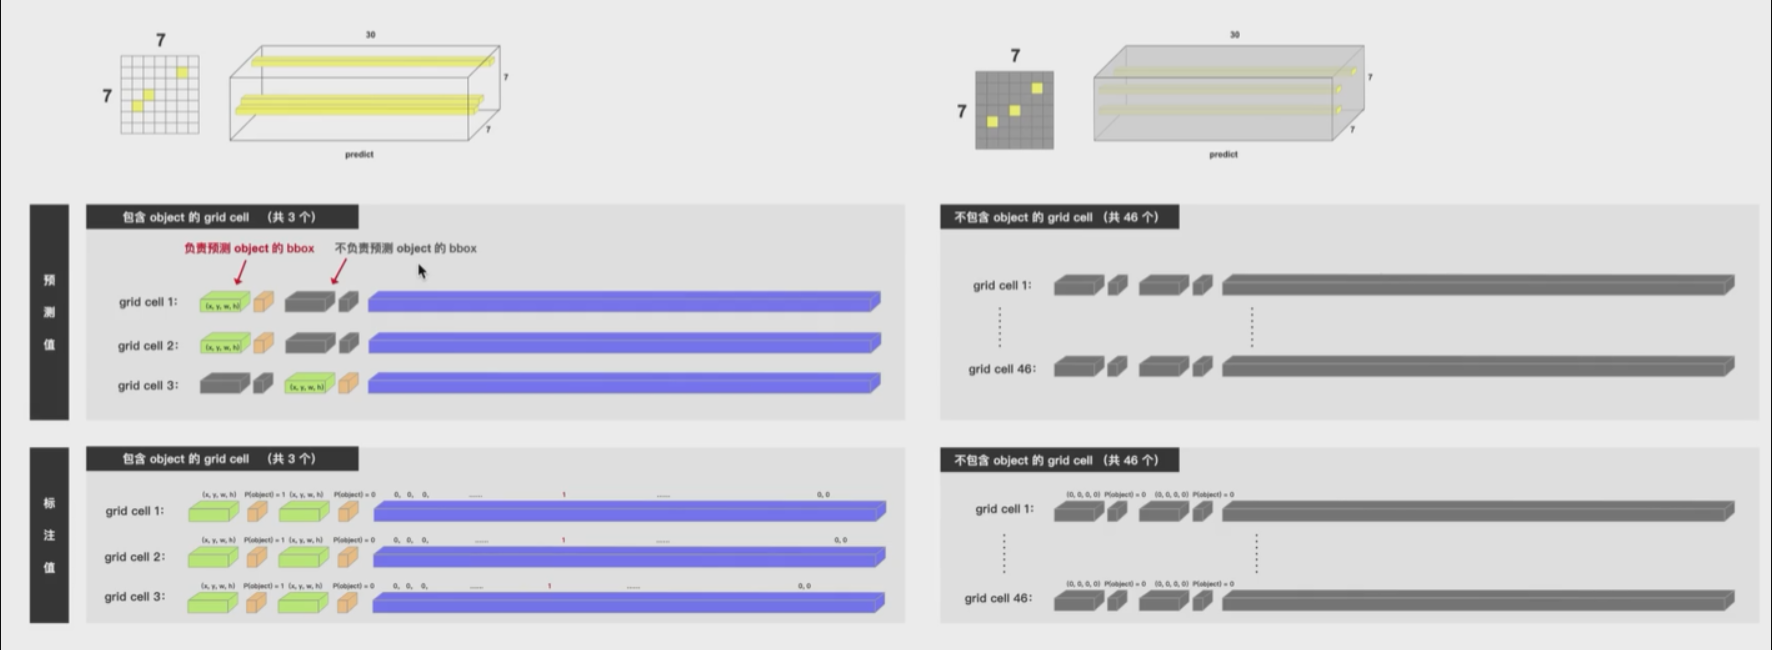 7
7
30
7
7
predict
7
7
30
7
7
predict
预测值
包含 object 的 grid cell （共 3 个）
负责预测 object 的 bbox
不负责预测 object 的 bbox
grid cell 1:
(x, y, w, h)
grid cell 2:
(x, y, w, h)
grid cell 3:
(x, y, w, h)
不包含 object 的 grid cell （共 46 个）
grid cell 1:
grid cell 46:
标注值
包含 object 的 grid cell （共 3 个）
(x, y, w, h) P(object) = 1 (x, y, w, h) P(object) = 0 0, 0, 0, ...... 1 ...... 0, 0
grid cell 1:
(x, y, w, h) P(object) = 1 (x, y, w, h) P(object) = 0 0, 0, 0, ...... 1 ...... 0, 0
grid cell 2:
(x, y, w, h) P(object) = 1 (x, y, w, h) P(object) = 0 0, 0, 0, ...... 1 ...... 0, 0
grid cell 3:
不包含 object 的 grid cell （共 46 个）
(0, 0, 0, 0) P(object) = 0 (0, 0, 0, 0) P(object) = 0
grid cell 1:
(0, 0, 0, 0) P(object) = 0 (0, 0, 0, 0) P(object) = 0
grid cell 46: